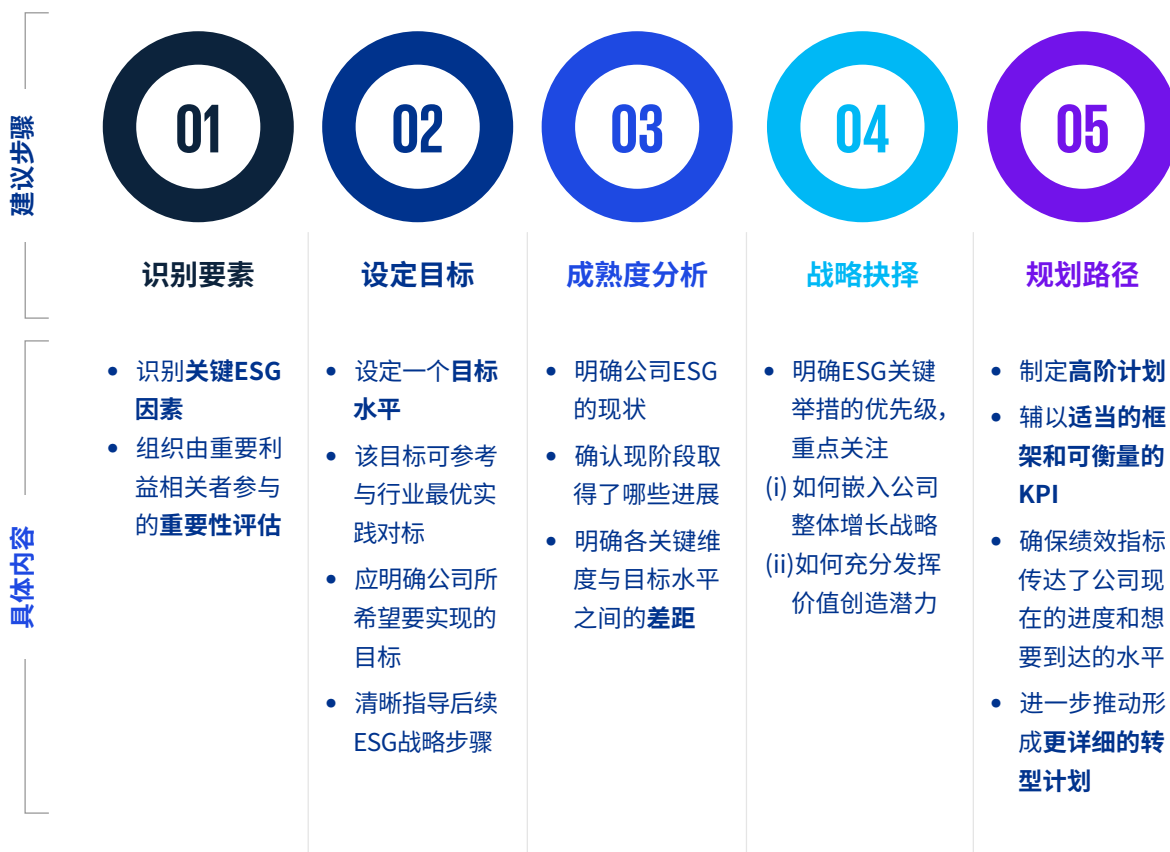 建议步骤
01
02
03
04
05
识别要素
设定目标
成熟度分析
战略抉择
规划路径
具体内容
• 识别关键ESG
因素
• 组织由重要利
益相关者参与
的重要性评估
• 设定一个目标
水平
• 该目标可参考
与行业最优实
践对标
• 应明确公司所
希望要实现的
目标
• 清晰指导后续
ESG战略步骤
• 明确公司ESG
的现状
• 确认现阶段取
得了哪些进展
• 明确各关键维
度与目标水平
之间的差距
• 明确ESG关键
举措的优先级，
重点关注
(i) 如何嵌入公司
整体增长战略
(ii)如何充分发挥
价值创造潜力
• 制定高阶计划
• 辅以适当的框
架和可衡量的
KPI
• 确保绩效指标
传达了公司现
在的进度和想
要到达的水平
• 进一步推动形
成更详细的转
型计划